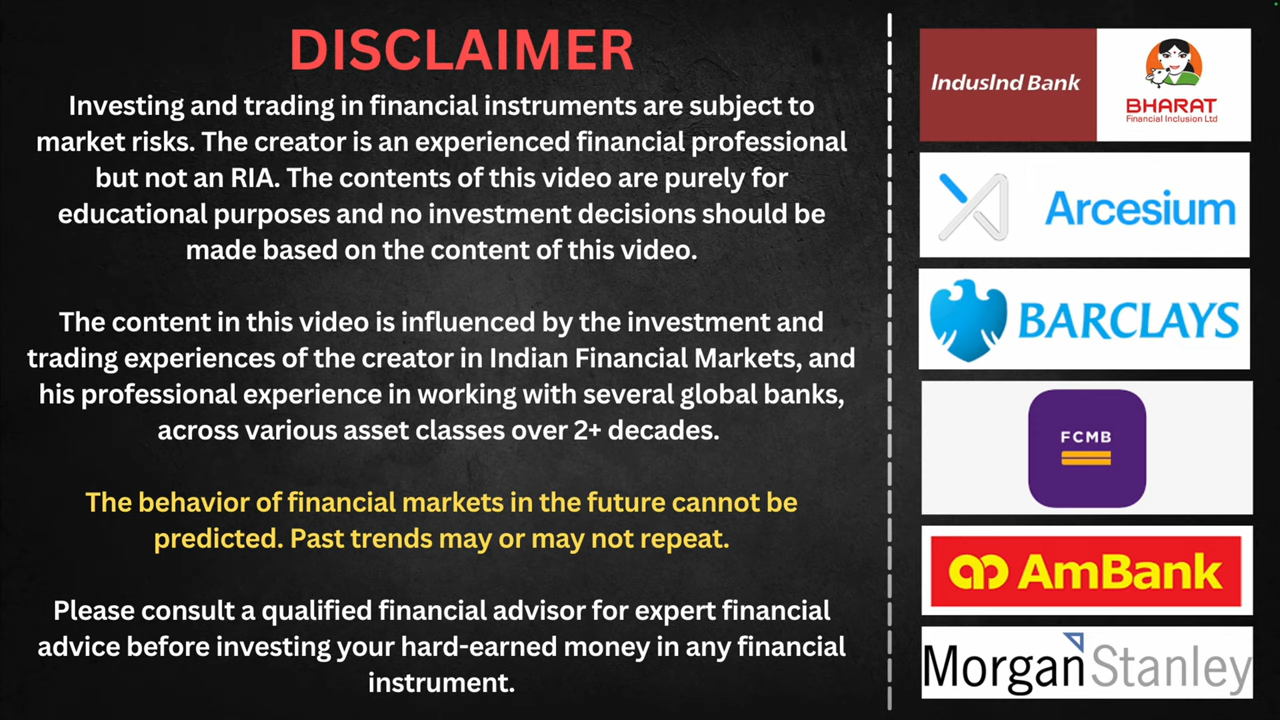 DISCLAIMER
Investing and trading in financial instruments are subject to
market risks. The creator is an experienced financial professional
but not an RIA. The contents of this video are purely for
educational purposes and no investment decisions should be
made based on the content of this video.
The content in this video is influenced by the investment and
trading experiences of the creator in Indian Financial Markets, and
his professional experience in working with several global banks,
across various asset classes over 2+ decades.
The behavior of financial markets in the future cannot be
predicted. Past trends may or may not repeat.
Please consult a qualified financial advisor for expert financial
advice before investing your hard-earned money in any financial
instrument.
IndusInd Bank
BHARAT
Financial Inclusion Ltd
Arcesium
BARCLAYS
FCMB
AmBank
Morgan Stanley